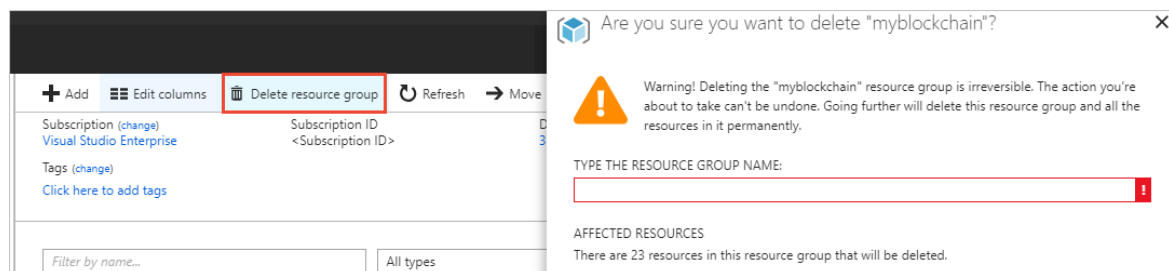 Add
Edit columns
Delete resource group
Refresh
Move
Subscription (change)
Subscription ID
D
Visual Studio Enterprise
<Subscription ID>
3
Tags (change)
Click here to add tags
Filter by name...
All types
Are you sure you want to delete "myblockchain"?
Warning! Deleting the "myblockchain" resource group is irreversible. The action you're
about to take can't be undone. Going further will delete this resource group and all the
resources in it permanently.
TYPE THE RESOURCE GROUP NAME:
AFFECTED RESOURCES
There are 23 resources in this resource group that will be deleted.